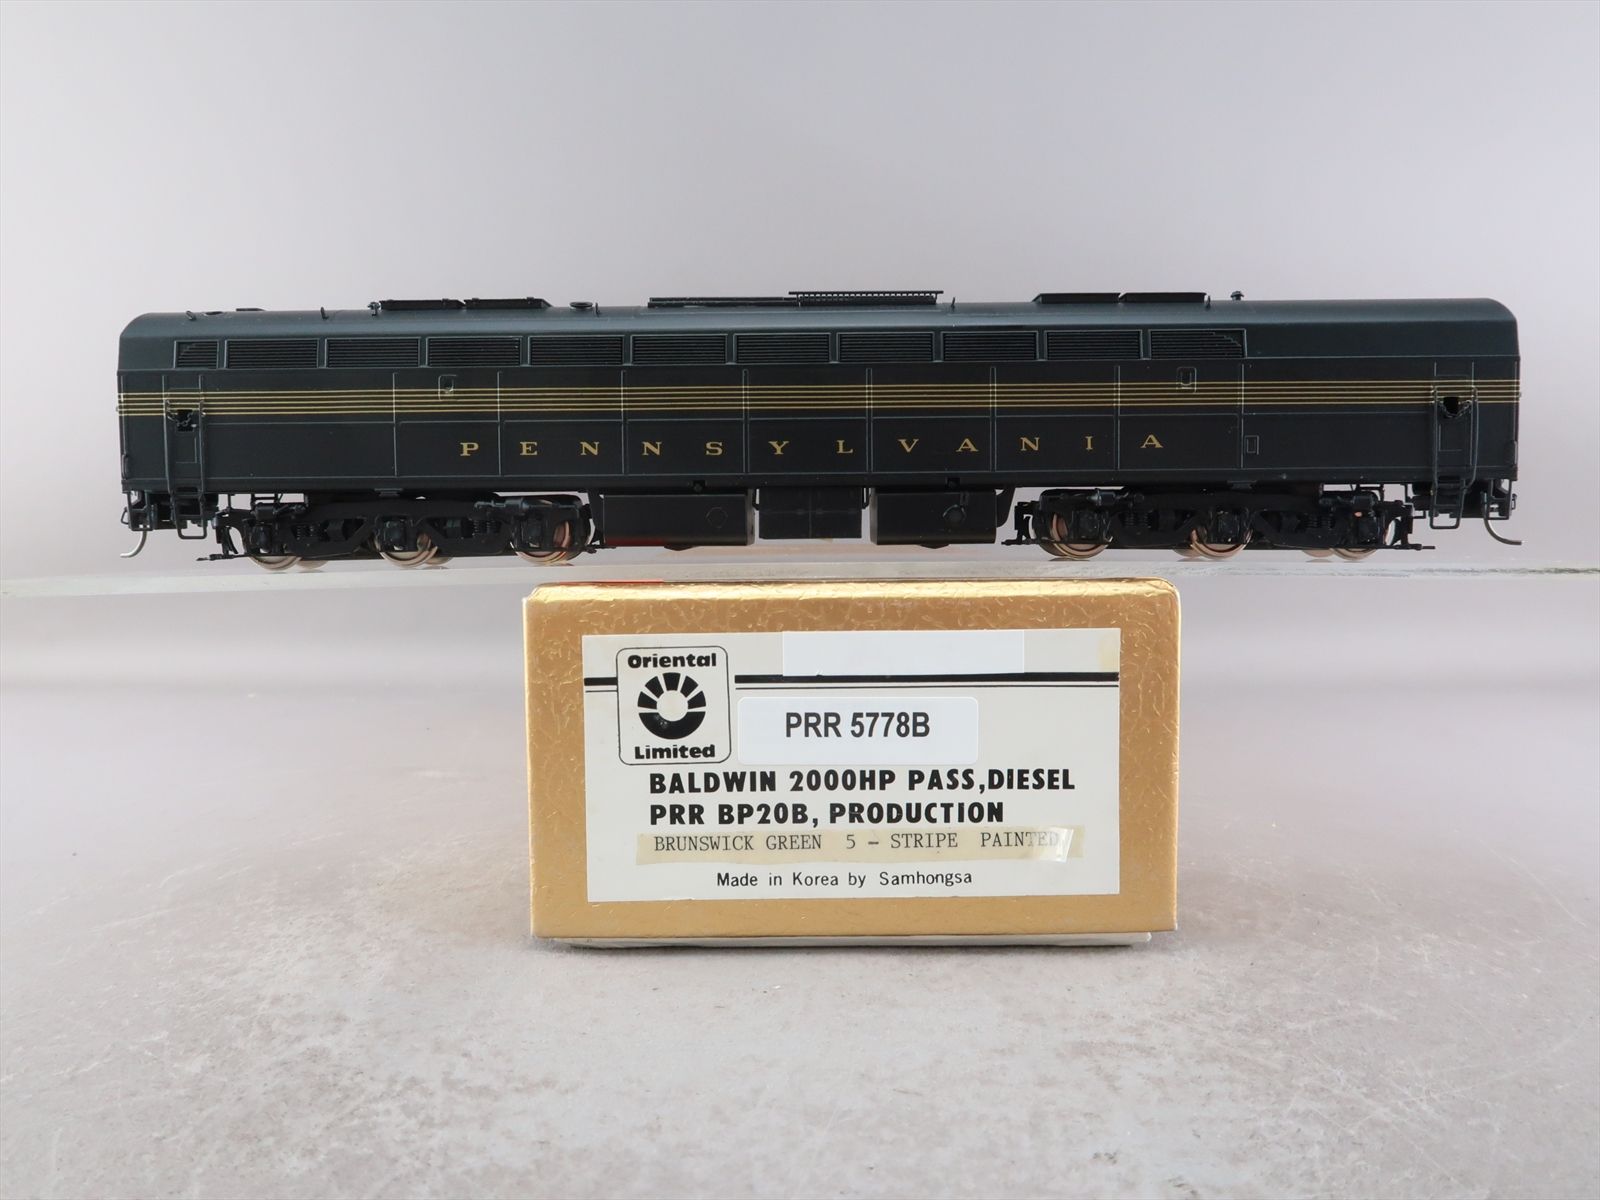 PENNSYLVANIA
Oriental
Limited
PRR 5778B
BALDWIN 2000HP PASS,DIESEL
PRR BP20B, PRODUCTION
BRUNSWICK GREEN 5 - STRIPE PAINTED
Made in Korea by Samhongsa